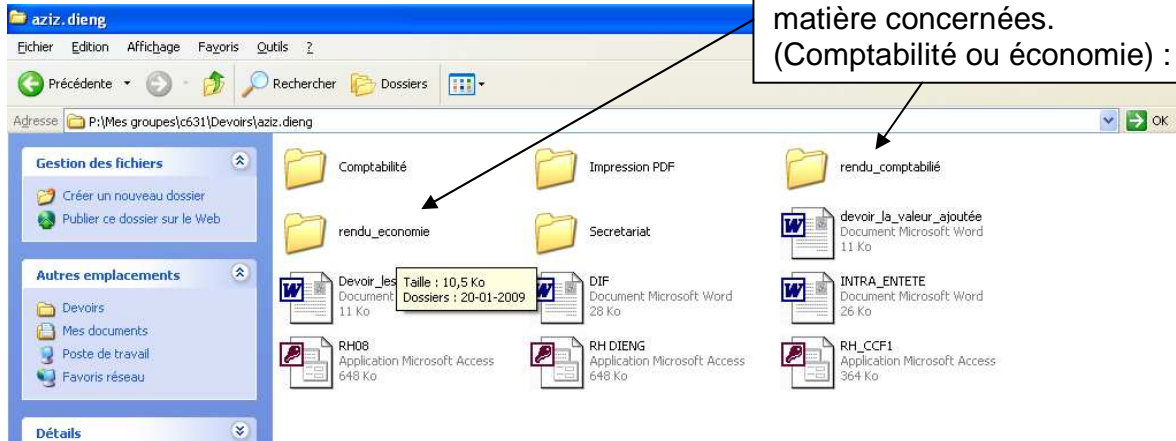 matière concernées.
(Comptabilité ou économie) :
aziz.dieng
Fichier Edition Affichage Favoris Outils ?
Précédente Rechercher Dossiers
Adresse P:\Mes groupes\c631\Devoirs\aziz.dieng OK
Gestion des fichiers
Créer un nouveau dossier
Publier ce dossier sur le Web
Autres emplacements
Devoirs
Mes documents
Poste de travail
Favoris réseau
Détails
Comptabilité
Impression PDF
rendu_comptabilié
rendu_economie
Secretariat
devoir_la_valeur_ajoutée
Document Microsoft Word
11 Ko
Devoir_les
Document
11 Ko
Taille : 10,5 Ko
Dossiers : 20-01-2009
DIF
Document Microsoft Word
28 Ko
INTRA_ENTETE
Document Microsoft Word
26 Ko
RH08
Application Microsoft Access
648 Ko
RH DIENG
Application Microsoft Access
648 Ko
RH_CCF1
Application Microsoft Access
364 Ko